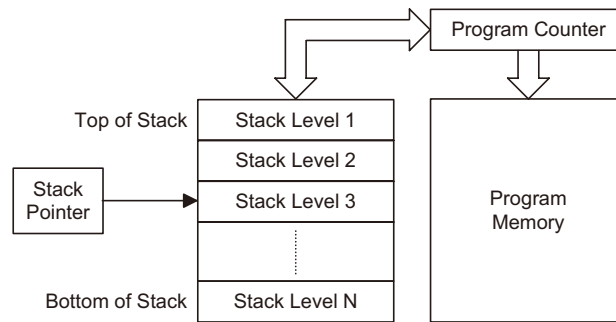 Program Counter
Top of Stack
Stack Level 1
Stack Level 2
Stack
Pointer
Stack Level 3
Program
Memory
Bottom of Stack
Stack Level N